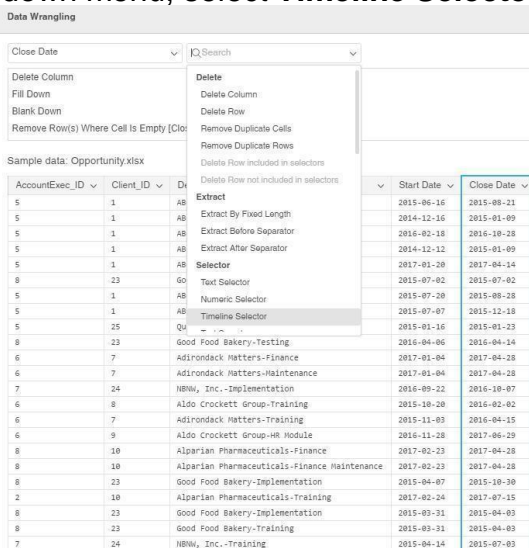 down menu, select Timeline Selecto
Data Wrangling
Close Date Search
Delete Column
Fill Down
Blank Down
Remove Row(s) Where Cell Is Empty [Clo
Delete
Delete Column
Delete Row
Remove Duplicate Cells
Remove Duplicate Rows
Delete Row included in selectors
Delete Row not included in selectors
Extract
Extract By Fixed Length
Extract Before Separator
Extract After Separator
Selector
Text Selector
Numeric Selector
Timeline Selector
Sample data: Opportunity.xlsx
AccountExec_ID Client_ID De Start Date Close Date
5 1 AB 2015-06-16 2015-08-21
5 1 AB 2014-12-16 2015-01-09
5 1 AB 2016-02-18 2016-10-28
5 1 AB 2014-12-12 2015-01-09
5 1 AB 2017-01-20 2017-04-14
8 23 Go 2015-07-02 2015-07-02
5 1 AB 2015-07-20 2015-08-28
5 1 AB 2015-07-07 2015-12-18
5 25 Qu 2015-01-16 2015-01-23
8 23 Good Food Bakery-Testing 2016-04-06 2016-04-14
6 7 Adirondack Matters-Finance 2017-01-04 2017-04-28
6 7 Adirondack Matters-Maintenance 2017-01-04 2017-04-28
7 24 NBNW, Inc.-Implementation 2016-09-22 2016-10-07
6 8 Aldo Crockett Group-Training 2015-10-20 2016-02-02
6 7 Adirondack Matters-Training 2015-11-03 2016-04-15
6 9 Aldo Crockett Group-HR Module 2016-11-28 2017-06-29
8 10 Alparian Pharmaceuticals-Finance 2017-02-23 2017-04-28
8 10 Alparian Pharmaceuticals-Finance Maintenance 2017-02-23 2017-04-28
8 23 Good Food Bakery-Implementation 2015-04-07 2015-10-30
2 10 Alparian Pharmaceuticals-Training 2017-02-24 2017-07-15
8 23 Good Food Bakery-Implementation 2015-03-31 2015-04-03
8 23 Good Food Bakery-Training 2015-03-31 2015-04-03
7 24 NBNW, Inc.-Training 2015-04-14 2015-07-03